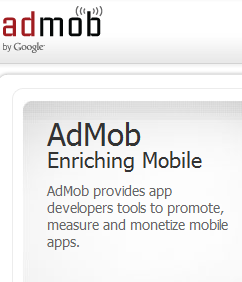 admob
by Google
AdMob
Enriching Mobile
AdMob provides app
developers tools to promote,
measure and monetize mobile
apps.